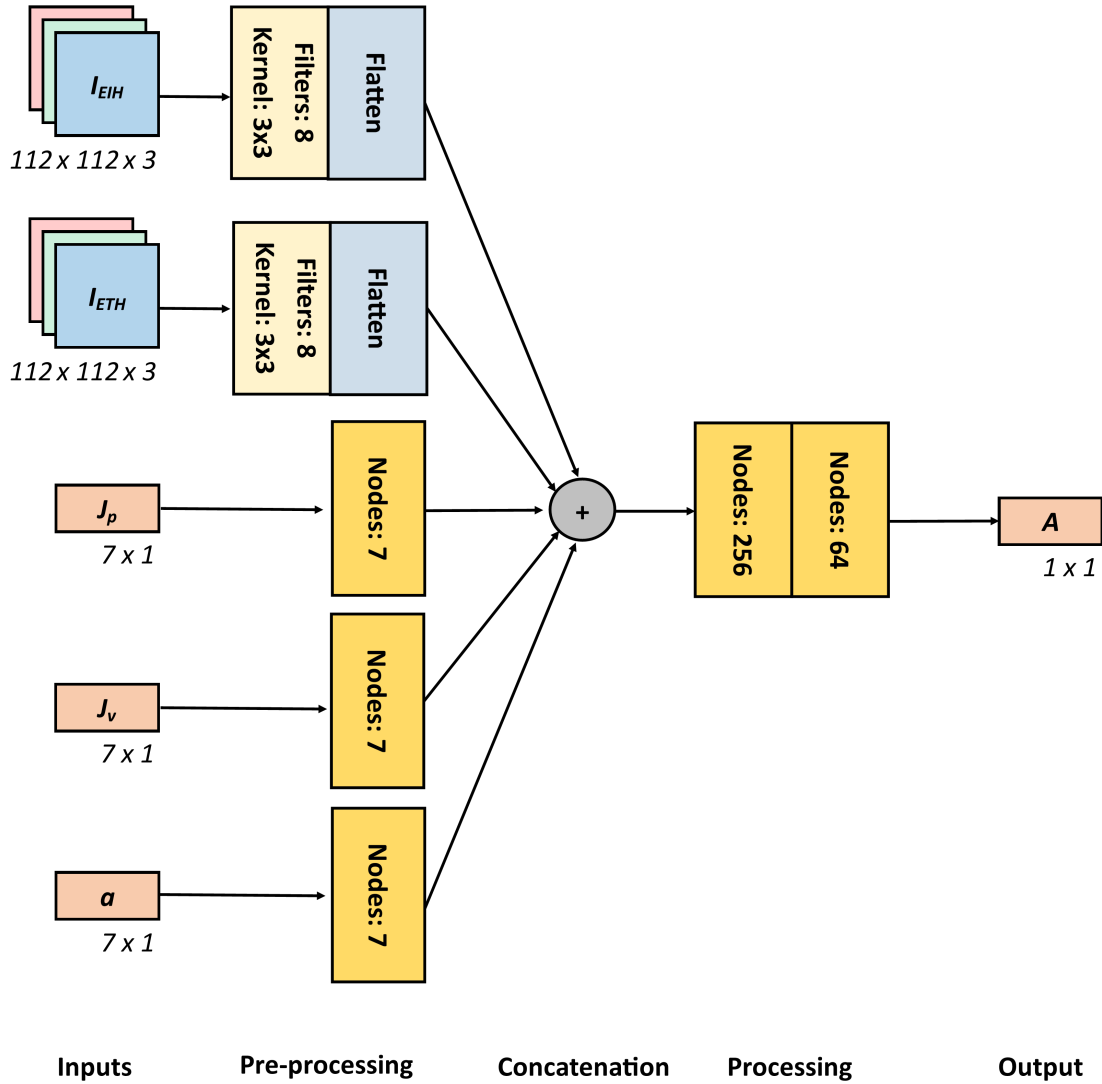 I_EIH
112 x 112 x 3
Filters: 8
Kernel: 3x3
Flatten
I_ETH
112 x 112 x 3
Filters: 8
Kernel: 3x3
Flatten
J_p
7 x 1
Nodes: 7
J_v
7 x 1
Nodes: 7
a
7 x 1
Nodes: 7
+
Nodes: 256
Nodes: 64
A
1 x 1
Inputs
Pre-processing
Concatenation
Processing
Output